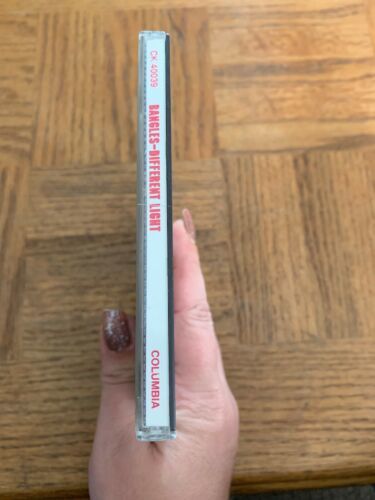 CK 40039
BANGLES-DIFFERENT LIGHT
COLUMBIA